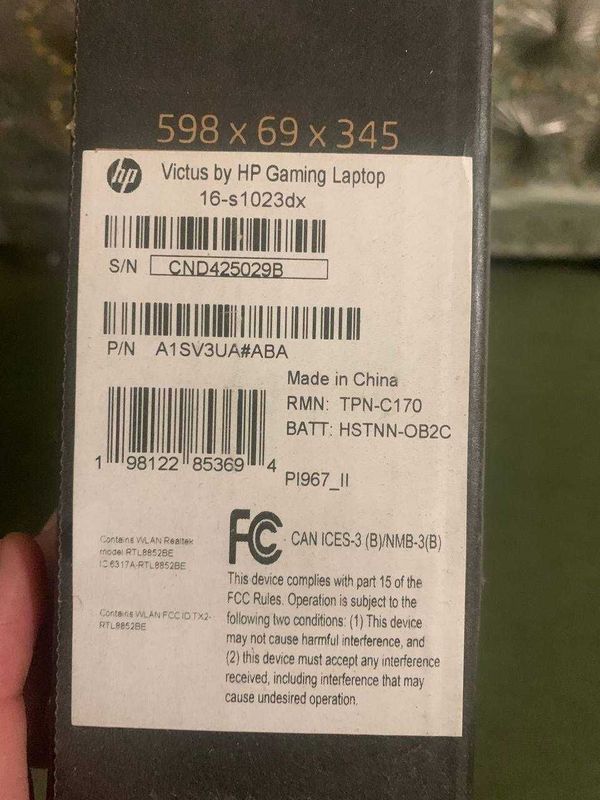 598 x 69 x 345
hp
Victus by HP Gaming Laptop
16-s1023dx
S/N CND425029B
P/N A1SV3UA#ABA
Made in China
RMN: TPN-C170
BATT: HSTNN-OB2C
1 98122 85369 4
PI967_II
Contains WLAN Realtek
model RTL8852BE
IC 6317A-RTL8852BE
FC CAN ICES-3 (B)/NMB-3(B)
Contains WLAN FCC ID TX2-
RTL8852BE
This device complies with part 15 of the
FCC Rules. Operation is subject to the
following two conditions: (1) This device
may not cause harmful interference, and
(2) this device must accept any interference
received, including interference that may
cause undesired operation.